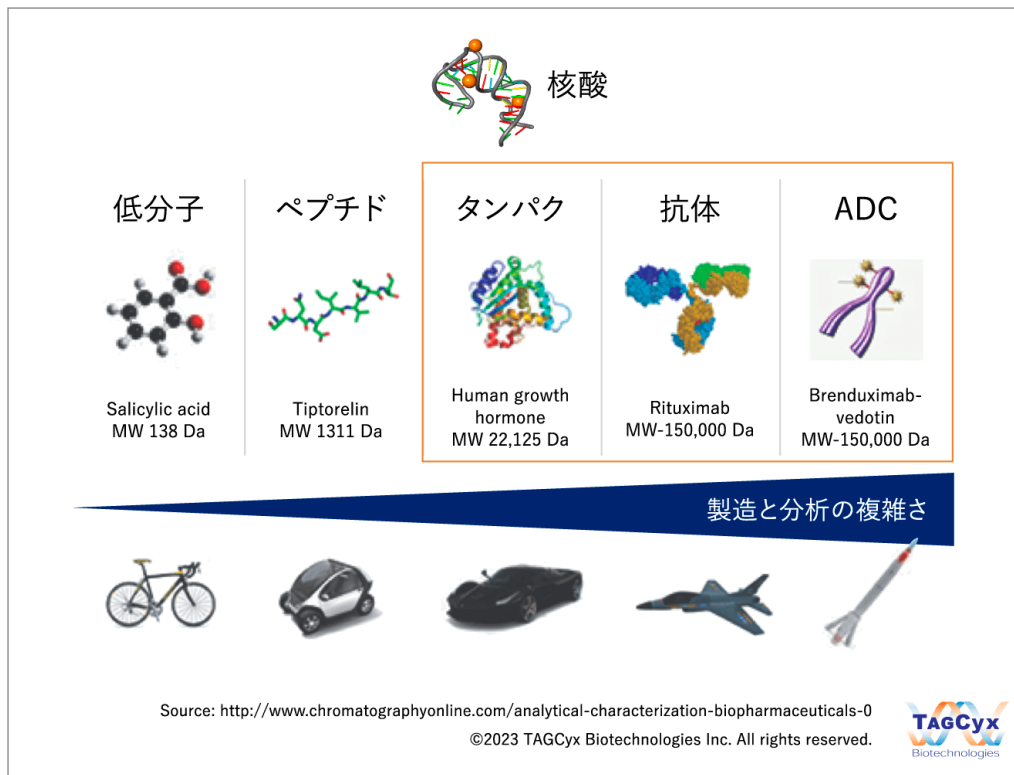 核酸
低分子
ペプチド
タンパク
抗体
ADC
Salicylic acid
MW 138 Da
Tiptorelin
MW 1311 Da
Human growth
hormone
MW 22,125 Da
Rituximab
MW-150,000 Da
Brenduximab-
vedotin
MW-150,000 Da
製造と分析の複雑さ
Source: http://www.chromatographyonline.com/analytical-characterization-biopharmaceuticals-0
©2023 TAGCyx Biotechnologies Inc. All rights reserved.
TAGCyx
Biotechnologies